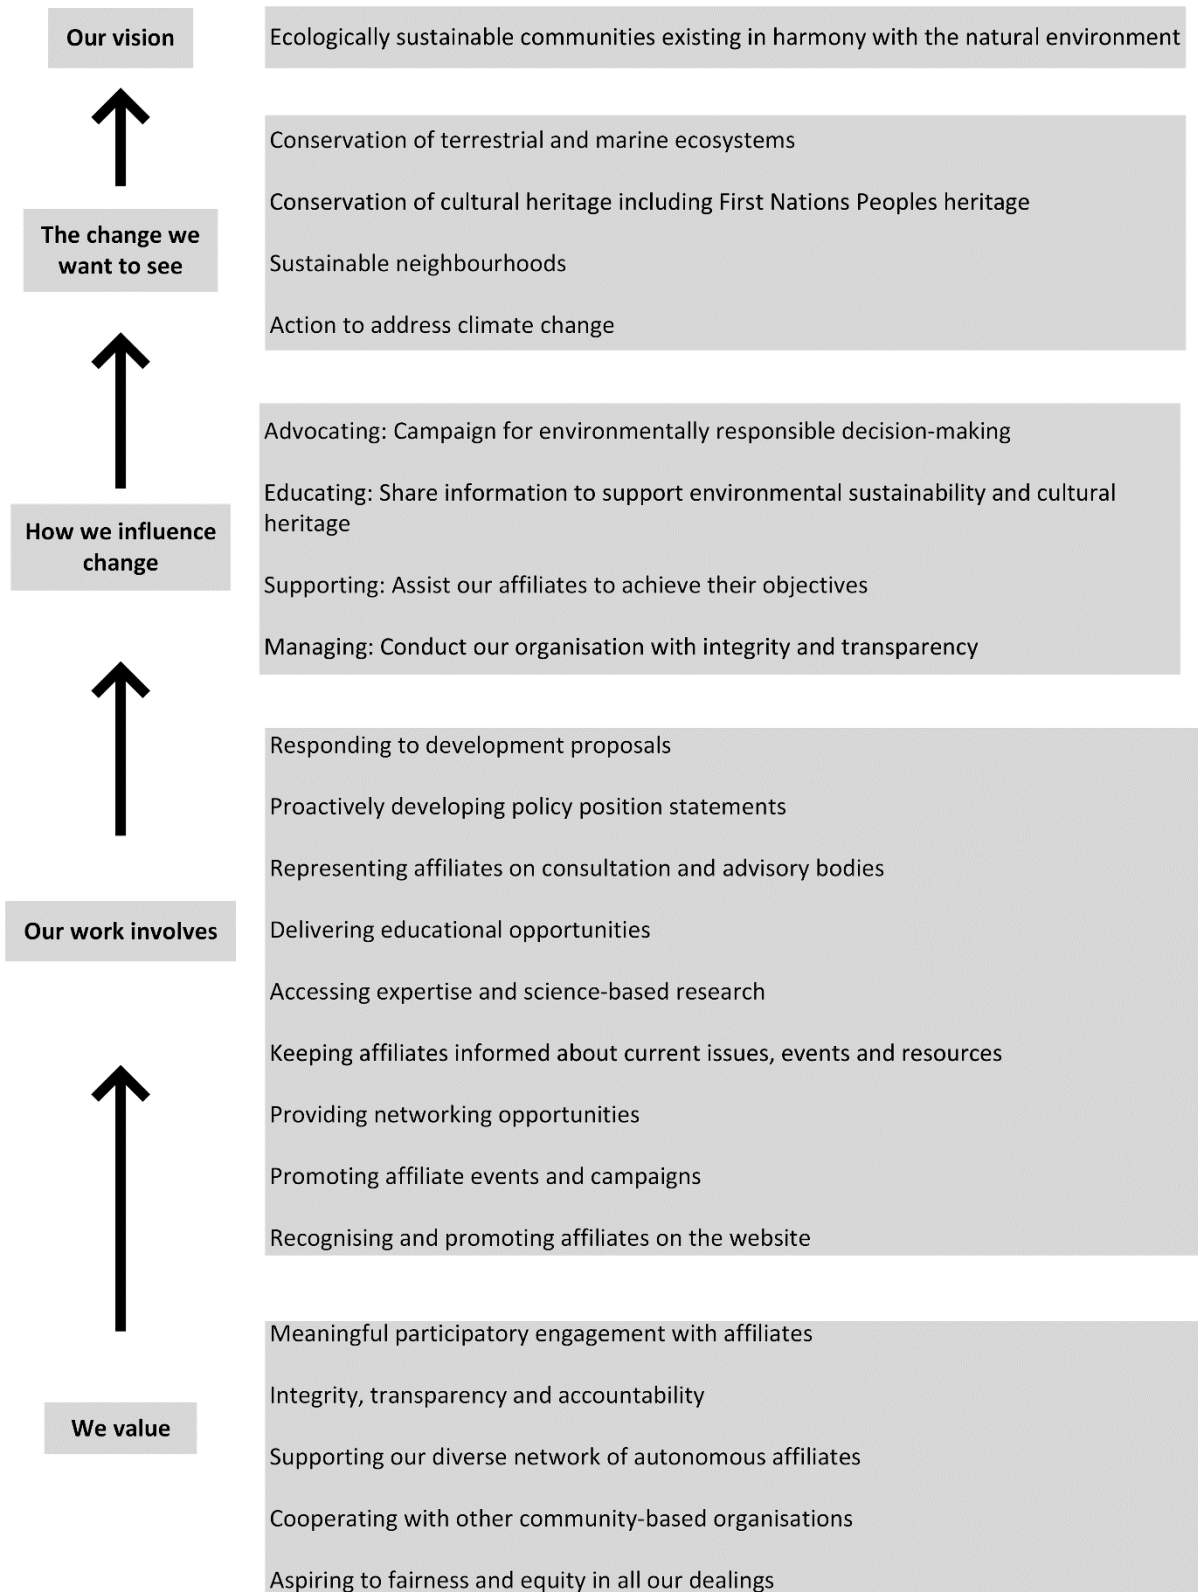 Our vision
Ecologically sustainable communities existing in harmony with the natural environment
The change we
want to see
Conservation of terrestrial and marine ecosystems
Conservation of cultural heritage including First Nations Peoples heritage
Sustainable neighbourhoods
Action to address climate change
How we influence
change
Advocating: Campaign for environmentally responsible decision-making
Educating: Share information to support environmental sustainability and cultural
heritage
Supporting: Assist our affiliates to achieve their objectives
Managing: Conduct our organisation with integrity and transparency
Our work involves
Responding to development proposals
Proactively developing policy position statements
Representing affiliates on consultation and advisory bodies
Delivering educational opportunities
Accessing expertise and science-based research
Keeping affiliates informed about current issues, events and resources
Providing networking opportunities
Promoting affiliate events and campaigns
Recognising and promoting affiliates on the website
We value
Meaningful participatory engagement with affiliates
Integrity, transparency and accountability
Supporting our diverse network of autonomous affiliates
Cooperating with other community-based organisations
Aspiring to fairness and equity in all our dealings